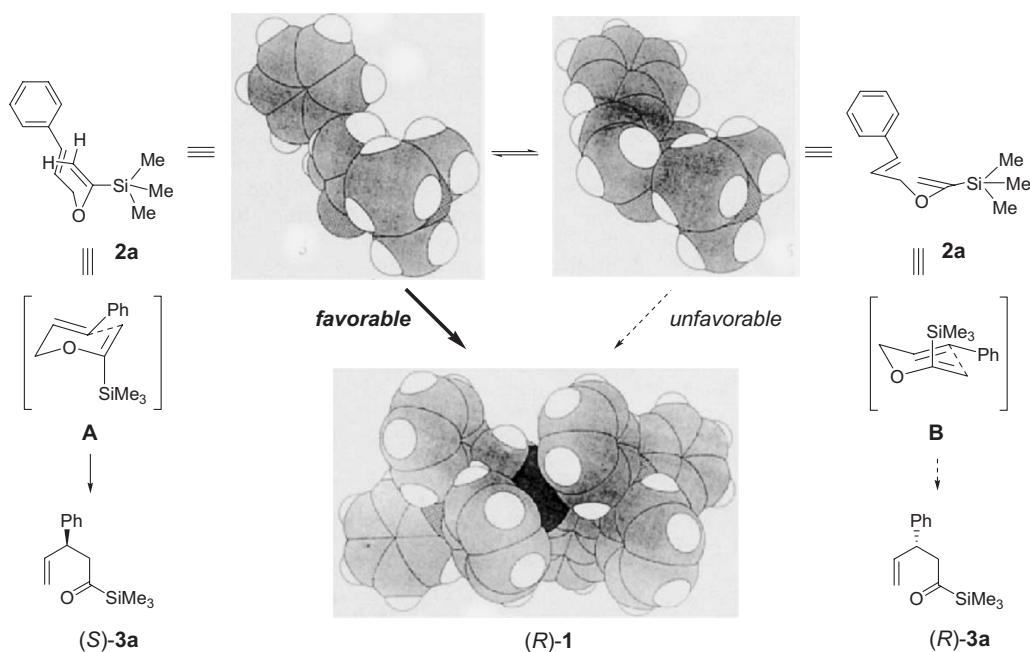 H
H
Me
Si
Me
Me
O
2a
favorable
unfavorable
Me
Si
Me
Me
O
2a
Ph
O
SiMe3
A
SiMe3
Ph
O
B
Ph
O
SiMe3
(S)-3a
(R)-1
Ph
O
SiMe3
(R)-3a